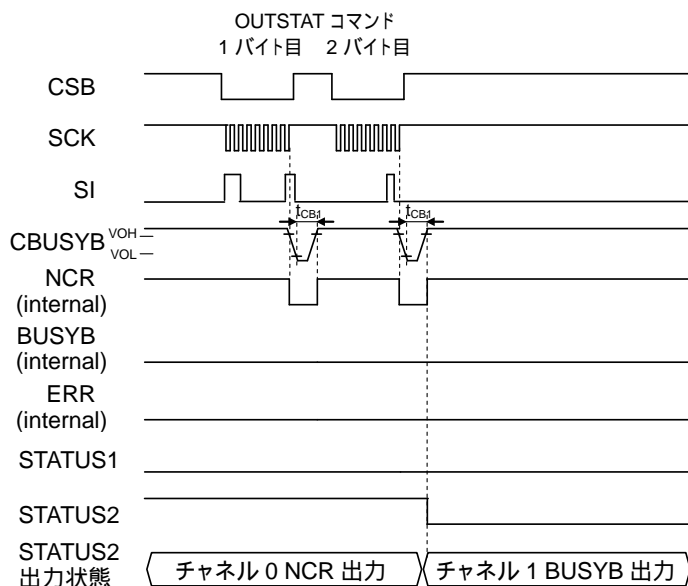 OUTSTAT コマンド
1 バイト目 2 バイト目
CSB
SCK
SI
tCB1 tCB1
CBUSYB VOH
VOL
NCR
(internal)
BUSYB
(internal)
ERR
(internal)
STATUS1
STATUS2
STATUS2
出力状態
チャネル 0 NCR 出力 チャネル 1 BUSYB 出力